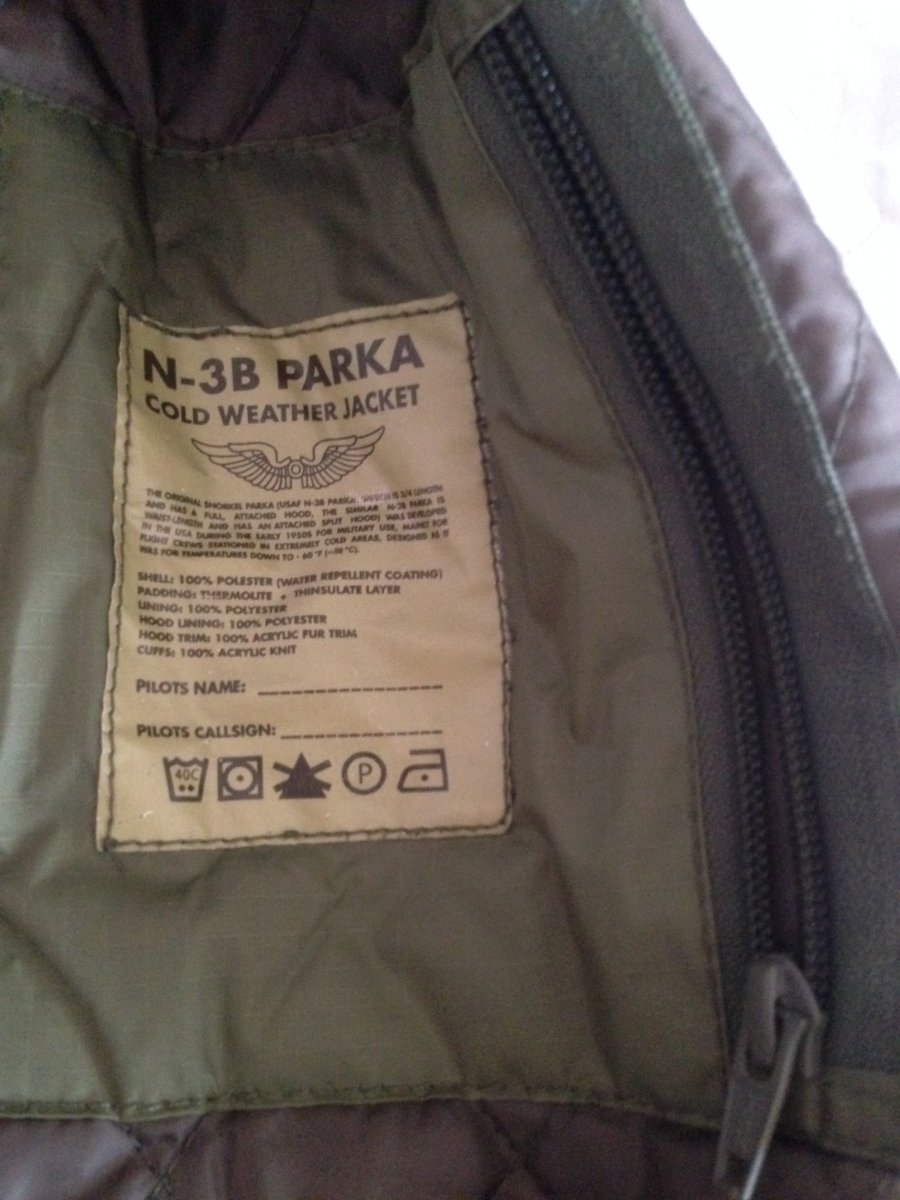 N-3B PARKA
COLD WEATHER JACKET
THE ORIGINAL SNORKEL PARKA (USAF N-3B PARKA, WHICH IS 3/4 LENGTH
AND HAS A FULL, ATTACHED HOOD, THE SIMILAR N-2B PARKA IS
WAIST-LENGTH AND HAS AN ATTACHED SPLIT HOOD) WAS DEVELOPED
IN THE USA DURING THE EARLY 1950S FOR MILITARY USE, MAINLY FOR
FLIGHT CREWS STATIONED IN EXTREMELY COLD AREAS, DESIGNED AS IT
WAS FOR TEMPERATURES DOWN TO - 60 °F (—50 °C).
SHELL: 100% POLESTER (WATER REPELLENT COATING)
PADDING: THERMOLITE + THINSULATE LAYER
LINING: 100% POLYESTER
HOOD LINING: 100% POLYESTER
HOOD TRIM: 100% ACRYLIC FUR TRIM
CUFFS: 100% ACRYLIC KNIT
PILOTS NAME: ________________
PILOTS CALLSIGN: ______________
40C P